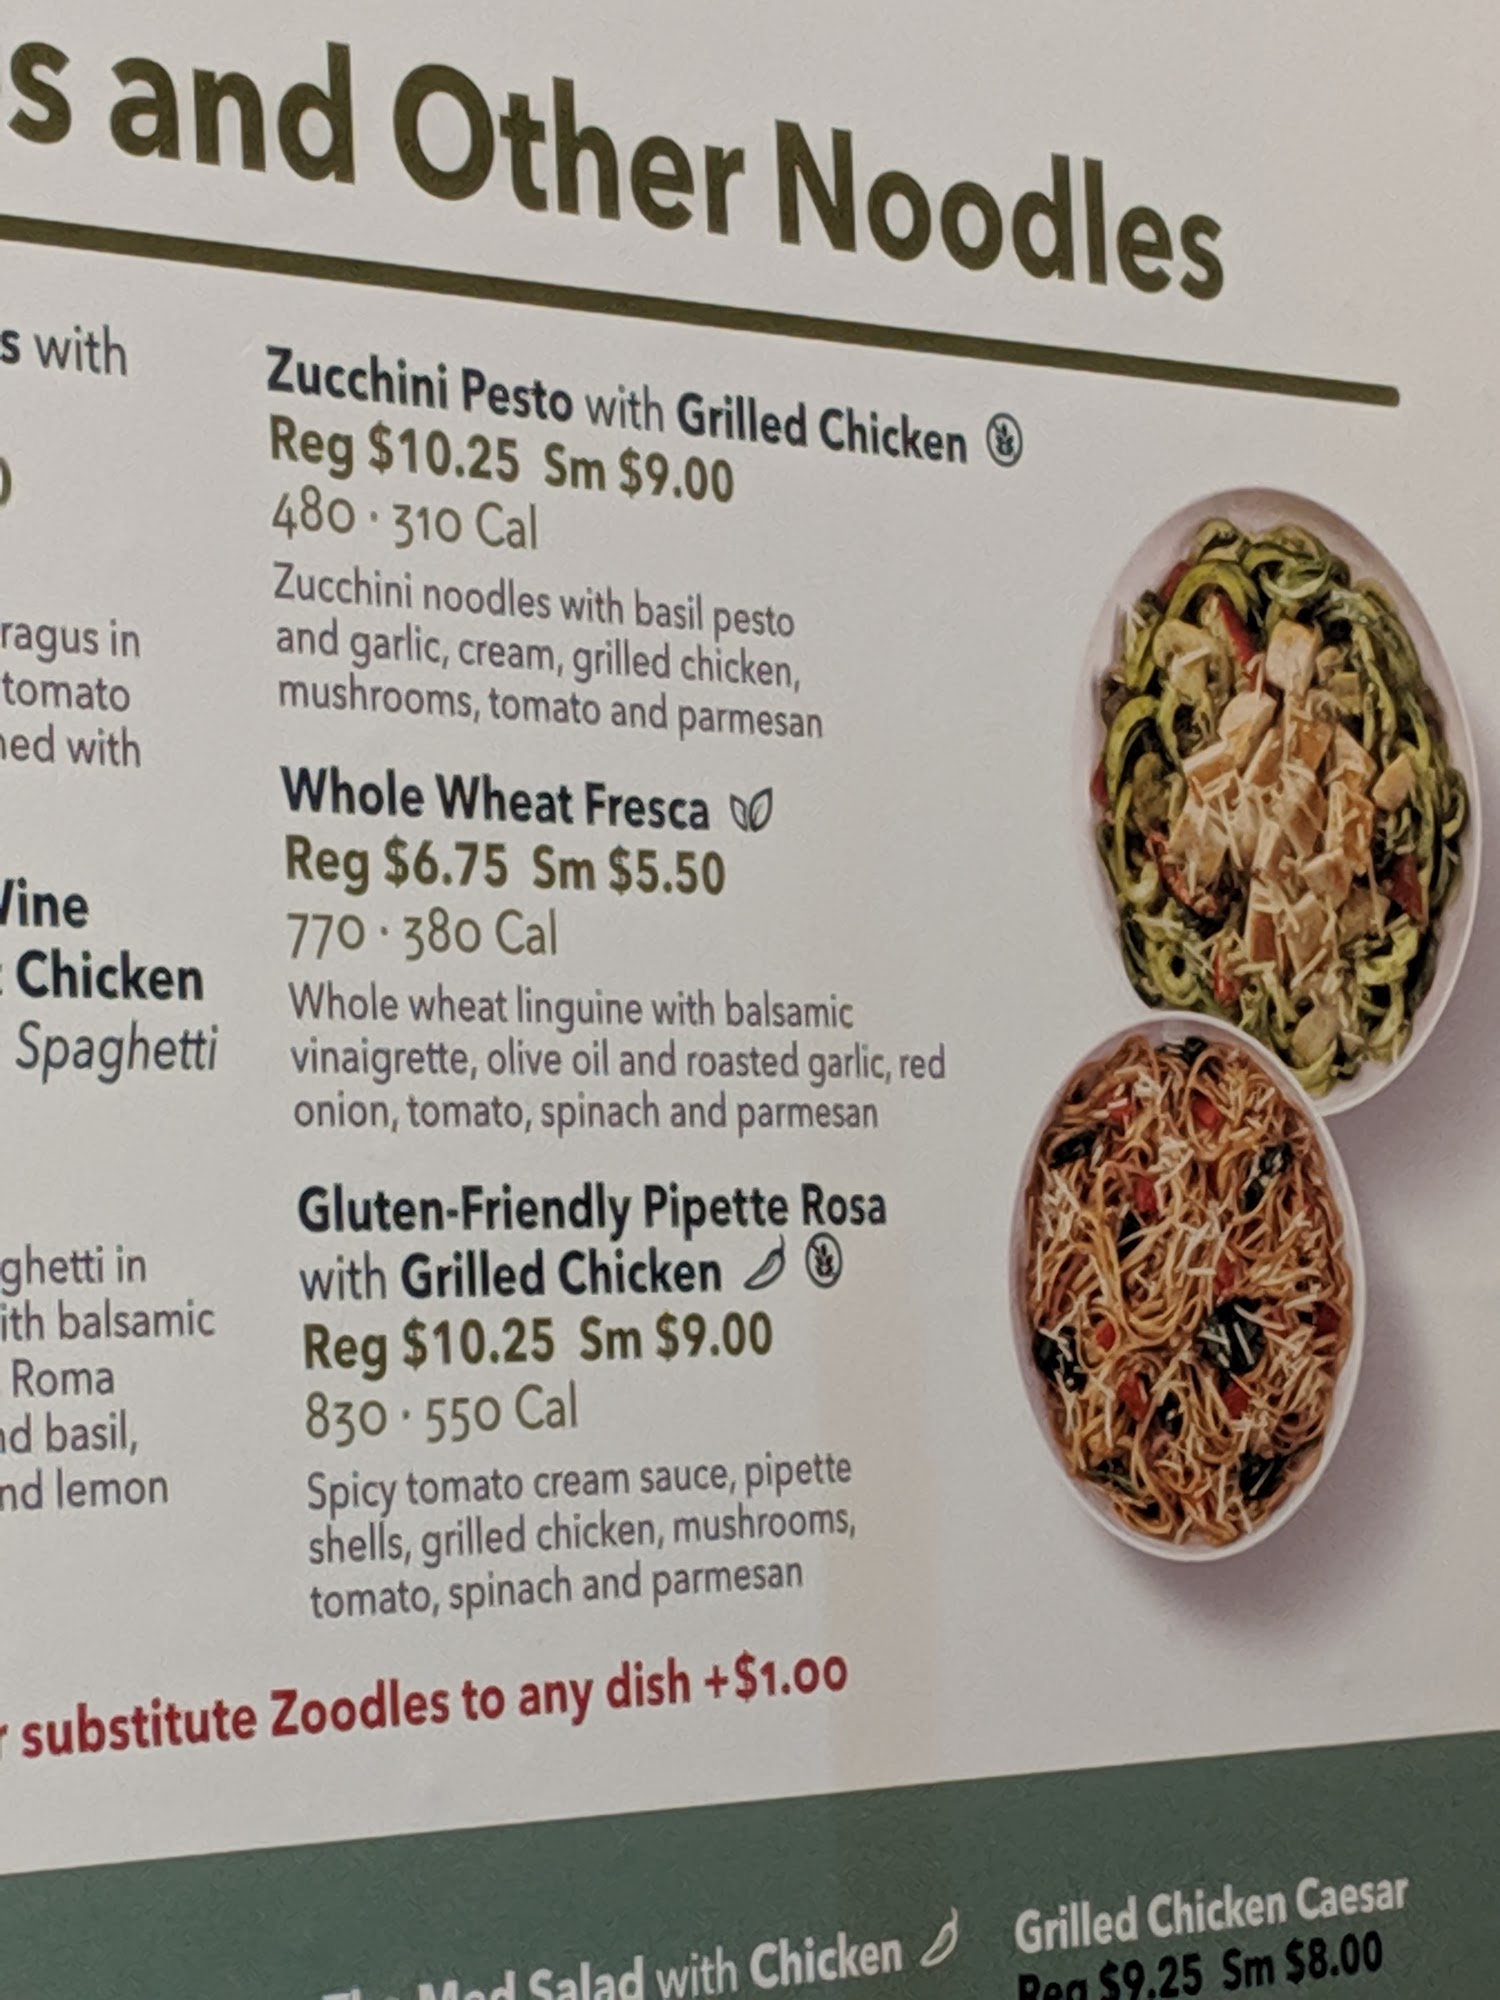 s and Other Noodles
s with
ragus in
tomato
ned with
Wine
Chicken
Spaghetti
ghetti in
ith balsamic
Roma
nd basil,
nd lemon
Zucchini Pesto with Grilled Chicken
Reg $10.25 Sm $9.00
480 · 310 Cal
Zucchini noodles with basil pesto
and garlic, cream, grilled chicken,
mushrooms, tomato and parmesan
Whole Wheat Fresca
Reg $6.75 Sm $5.50
770 · 380 Cal
Whole wheat linguine with balsamic
vinaigrette, olive oil and roasted garlic, red
onion, tomato, spinach and parmesan
Gluten-Friendly Pipette Rosa
with Grilled Chicken
Reg $10.25 Sm $9.00
830 · 550 Cal
Spicy tomato cream sauce, pipette
shells, grilled chicken, mushrooms,
tomato, spinach and parmesan
r substitute Zoodles to any dish +$1.00
The Med Salad with Chicken
Grilled Chicken Caesar
Reg $9.25 Sm $8.00